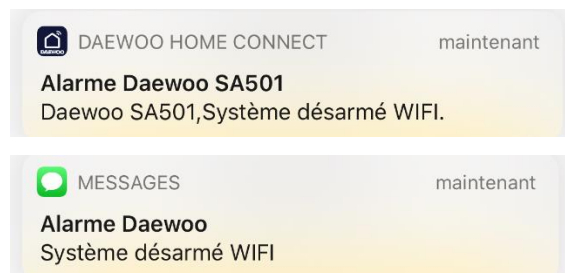 DAEWOO HOME CONNECT maintenant
Alarme Daewoo SA501
Daewoo SA501,Système désarmé WIFI.
MESSAGES maintenant
Alarme Daewoo
Système désarmé WIFI